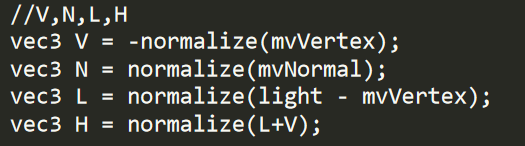 //V,N,L,H
vec3 V = -normalize(mvVertex);
vec3 N = normalize(mvNormal);
vec3 L = normalize(light - mvVertex);
vec3 H = normalize(L+V);